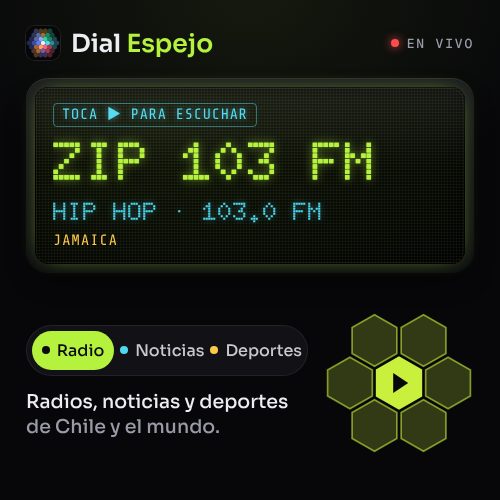 Dial Espejo
EN VIVO
TOCA ▶ PARA ESCUCHAR
ZIP 103 FM
HIP HOP · 103.0 FM
JAMAICA
Radio
Noticias
Deportes
Radios, noticias y deportes
de Chile y el mundo.